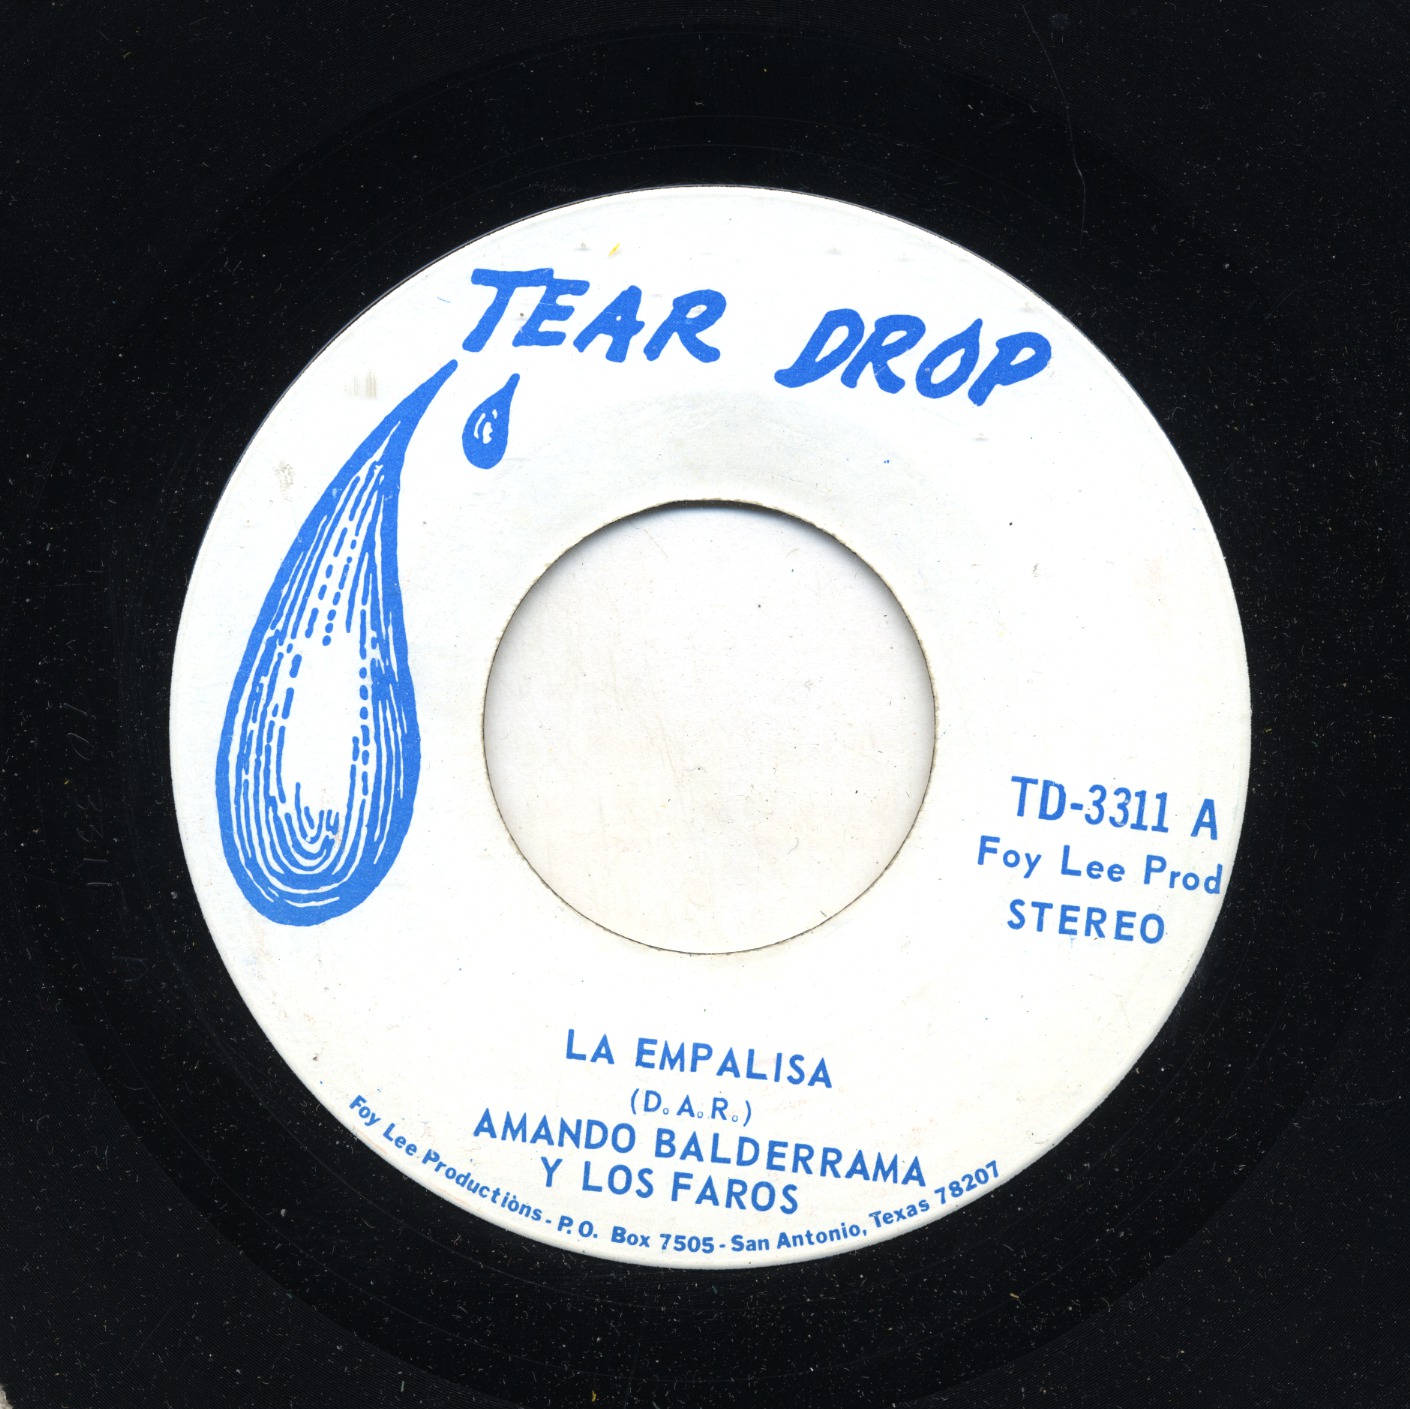 TEAR DROP
TD-3311 A
Foy Lee Prod
STEREO
LA EMPALISA
(D.A.R.)
AMANDO BALDERRAMA
Y LOS FAROS
Foy Lee Productions - P.O. Box 7505 - San Antonio, Texas 78207